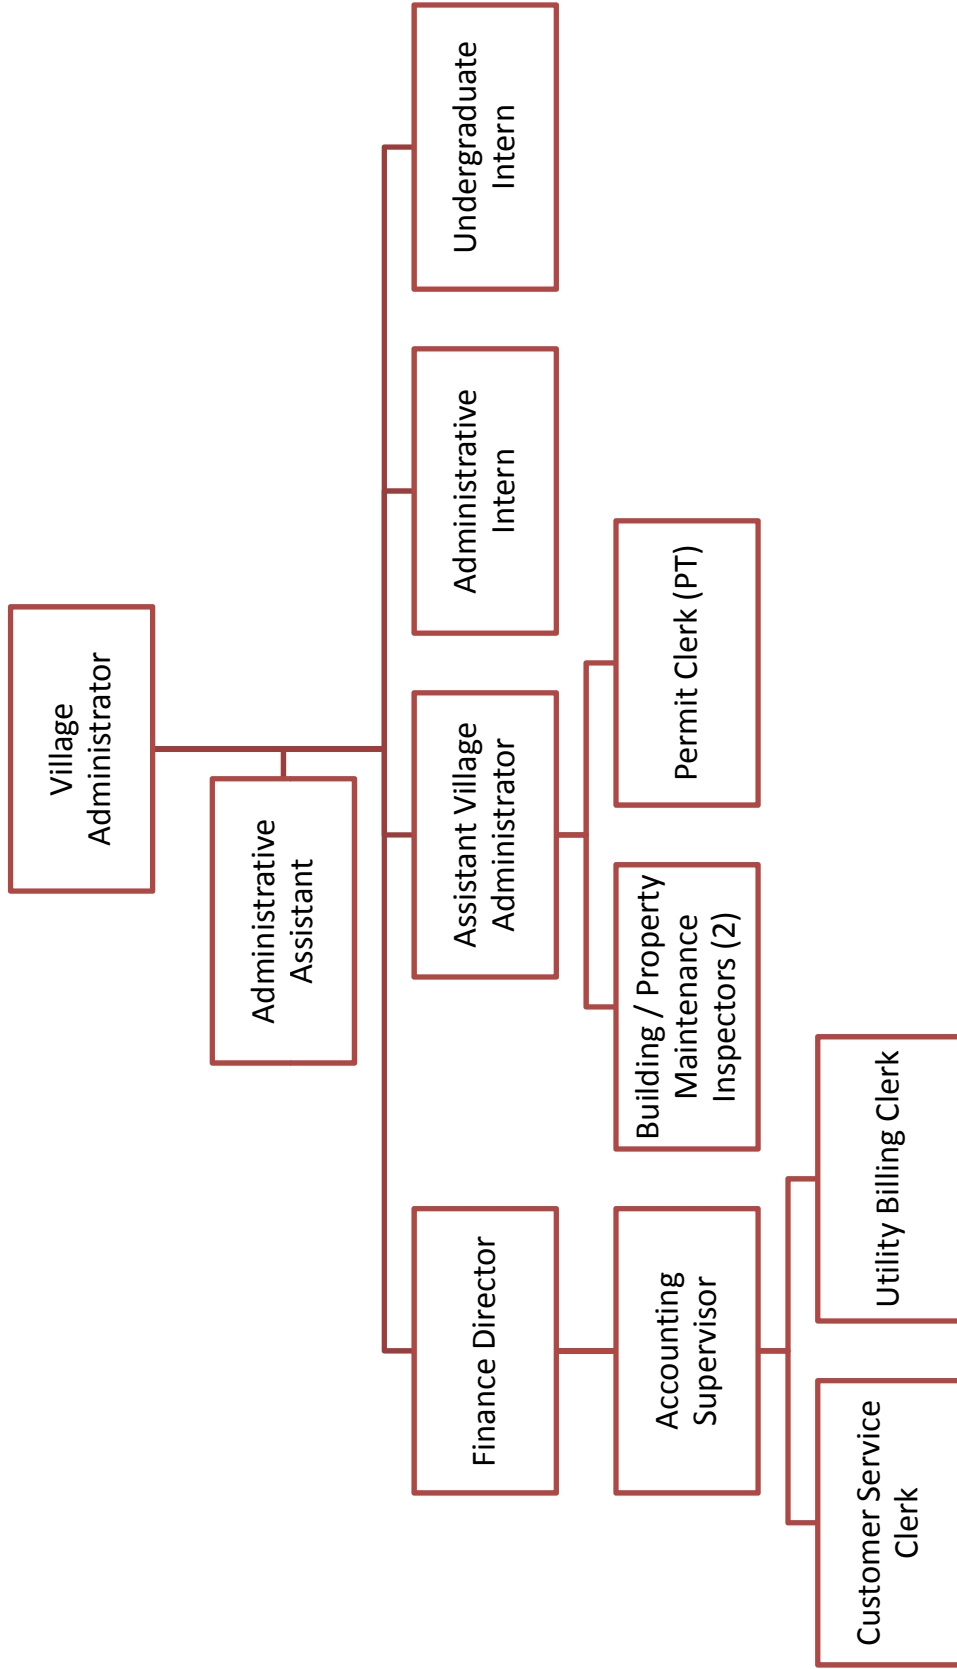 Village
Administrator
Administrative
Assistant
Finance Director
Assistant Village
Administrator
Administrative
Intern
Undergraduate
Intern
Accounting
Supervisor
Building / Property
Maintenance
Inspectors (2)
Permit Clerk (PT)
Customer Service
Clerk
Utility Billing Clerk